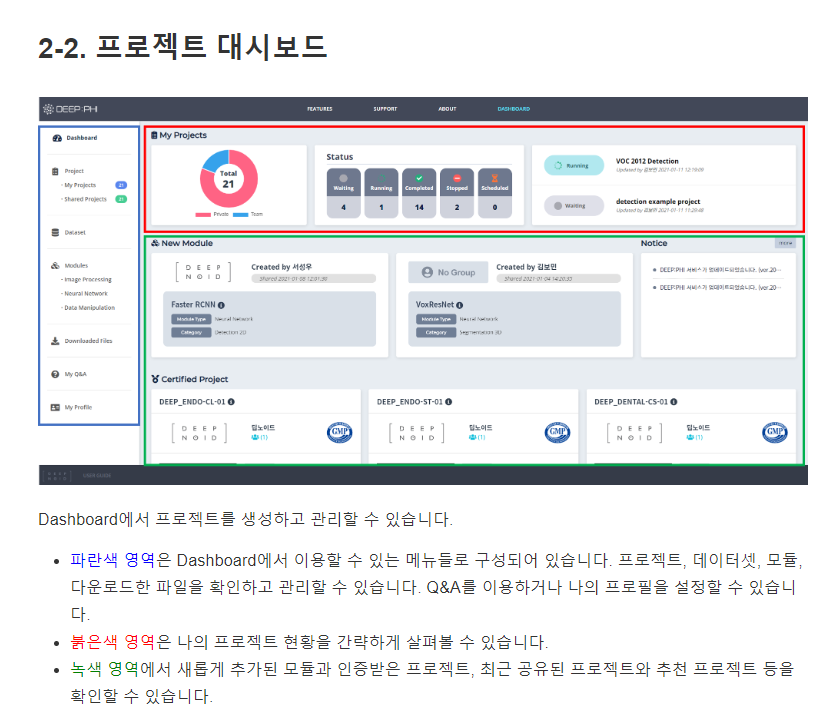 2-2. 프로젝트 대시보드
DEEP:PHI
FEATURES
SUPPORT
ABOUT
DASHBOARD
Dashboard
Project
- My Projects 21
- Shared Projects 21
Dataset
Modules
- Image Processing
- Neural Network
- Data Manipulation
Downloaded Files
My Q&A
My Profile
My Projects
Total
21
Private
Team
Status
Waiting
Running
Completed
Stopped
Scheduled
4
1
14
2
0
Running
VOC 2012 Detection
Updated by 김보민 2021-01-11 12:19:09
Waiting
detection example project
New Module
DEEP
NOID
Created by 서성우
Shared 2021-01-08 12:01:39
Faster RCNN
Module Type Neural Network
Category Detection 2D
No Group
Created by 김보민
VoxResNet
Module Type Neural Network
Category Segmentation 3D
Notice
more
DEEP:PHI 서비스가 업데이트되었습니다. (ver.20···
DEEP:PHI 서비스가 업데이트되었습니다. (ver.20···
Certified Project
DEEP_ENDO-CL-01
DEEP
NOID
딥노이드
(1)
GMP
DEEP_ENDO-ST-01
DEEP
NOID
딥노이드
(1)
GMP
DEEP_DENTAL-CS-01
DEEP
NOID
딥노이드
(1)
GMP
DEEP
NOID
Dashboard에서 프로젝트를 생성하고 관리할 수 있습니다.
• 파란색 영역은 Dashboard에서 이용할 수 있는 메뉴들로 구성되어 있습니다. 프로젝트, 데이터셋, 모듈,
다운로드한 파일을 확인하고 관리할 수 있습니다. Q&A를 이용하거나 나의 프로필을 설정할 수 있습니
다.
• 붉은색 영역은 나의 프로젝트 현황을 간략하게 살펴볼 수 있습니다.
• 녹색 영역에서 새롭게 추가된 모듈과 인증받은 프로젝트, 최근 공유된 프로젝트와 추천 프로젝트 등을
확인할 수 있습니다.